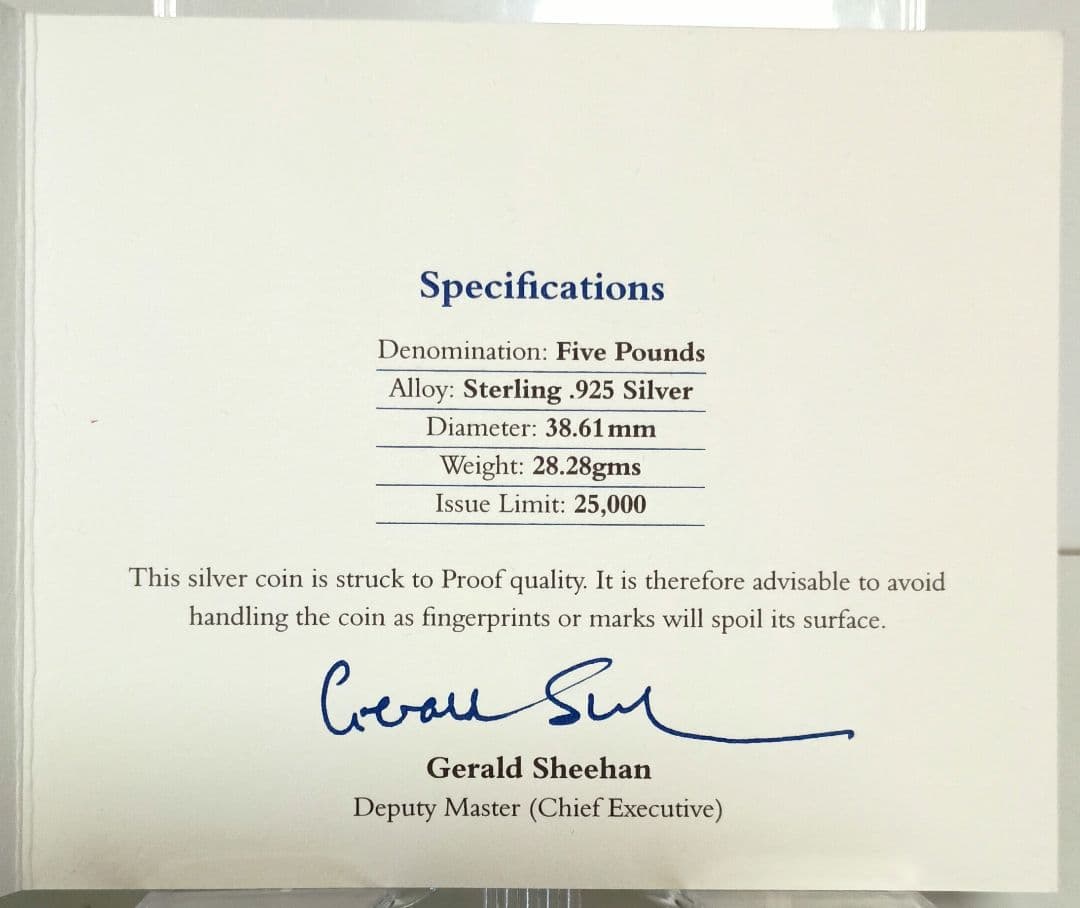 Specifications
Denomination: Five Pounds
Alloy: Sterling .925 Silver
Diameter: 38.61mm
Weight: 28.28gms
Issue Limit: 25,000
This silver coin is struck to Proof quality. It is therefore advisable to avoid
handling the coin as fingerprints or marks will spoil its surface.
Gerald Sheehan
Deputy Master (Chief Executive)